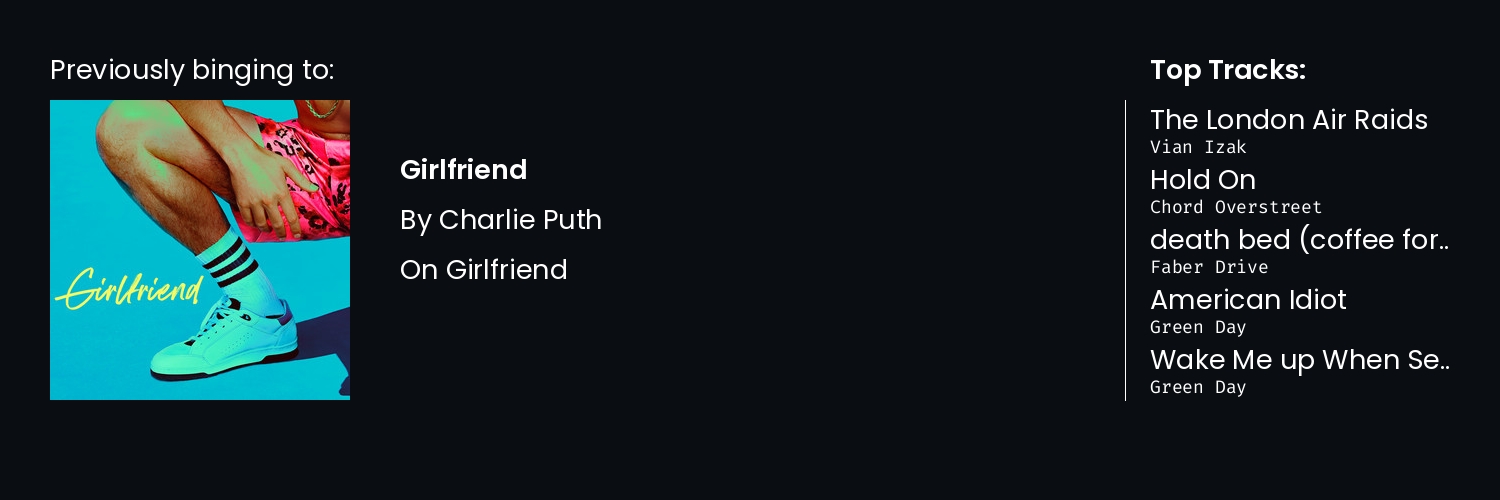 Previously binging to:
Girlfriend
Girlfriend
By Charlie Puth
On Girlfriend
Top Tracks:
The London Air Raids
Vian Izak
Hold On
Chord Overstreet
death bed (coffee for..
Faber Drive
American Idiot
Green Day
Wake Me up When Se..
Green Day